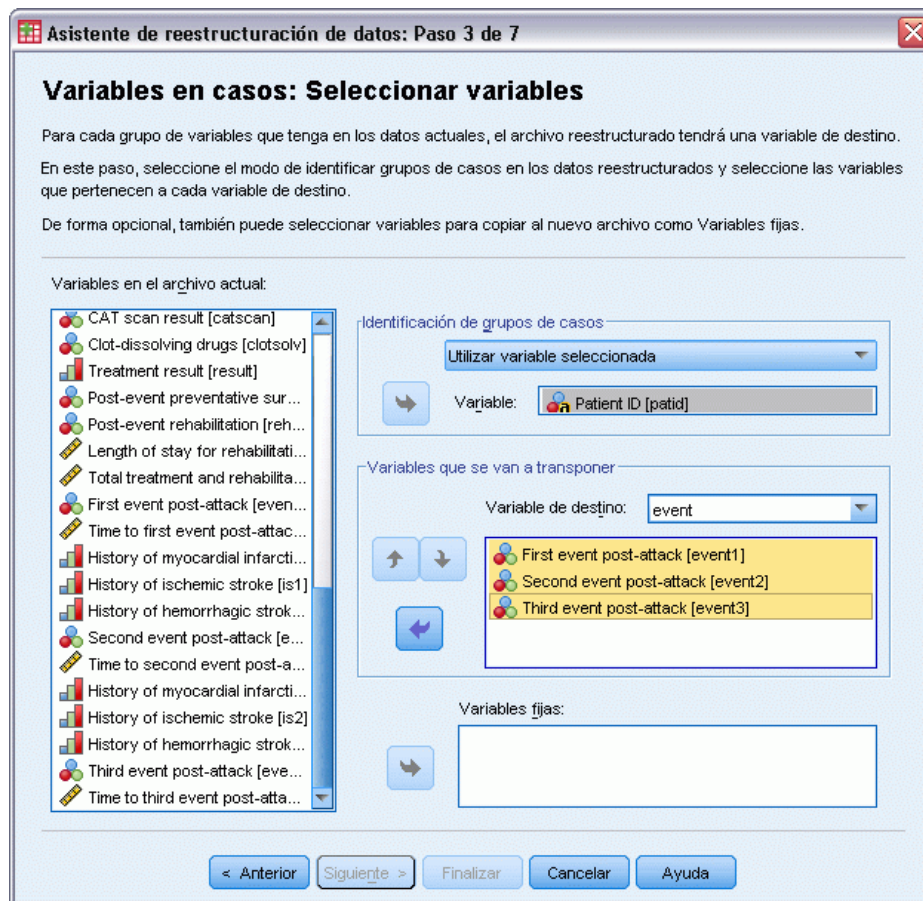 Asistente de reestructuración de datos: Paso 3 de 7
Variables en casos: Seleccionar variables
Para cada grupo de variables que tenga en los datos actuales, el archivo reestructurado tendrá una variable de destino.
En este paso, seleccione el modo de identificar grupos de casos en los datos reestructurados y seleccione las variables
que pertenecen a cada variable de destino.
De forma opcional, también puede seleccionar variables para copiar al nuevo archivo como Variables fijas.
Variables en el archivo actual:
CAT scan result [catscan]
Clot-dissolving drugs [clotsolv]
Treatment result [result]
Post-event preventative sur...
Post-event rehabilitation [reh...
Length of stay for rehabilitati...
Total treatment and rehabilita...
First event post-attack [even...
Time to first event post-attac...
History of myocardial infarcti...
History of ischemic stroke [is1]
History of hemorrhagic strok...
Second event post-attack [e...
Time to second event post-a...
History of myocardial infarcti...
History of ischemic stroke [is2]
History of hemorrhagic strok...
Third event post-attack [eve...
Time to third event post-atta...
Identificación de grupos de casos
Utilizar variable seleccionada
Variable: Patient ID [patid]
Variables que se van a transponer
Variable de destino: event
First event post-attack [event1]
Second event post-attack [event2]
Third event post-attack [event3]
Variables fijas:
< Anterior Siguiente > Finalizar Cancelar Ayuda